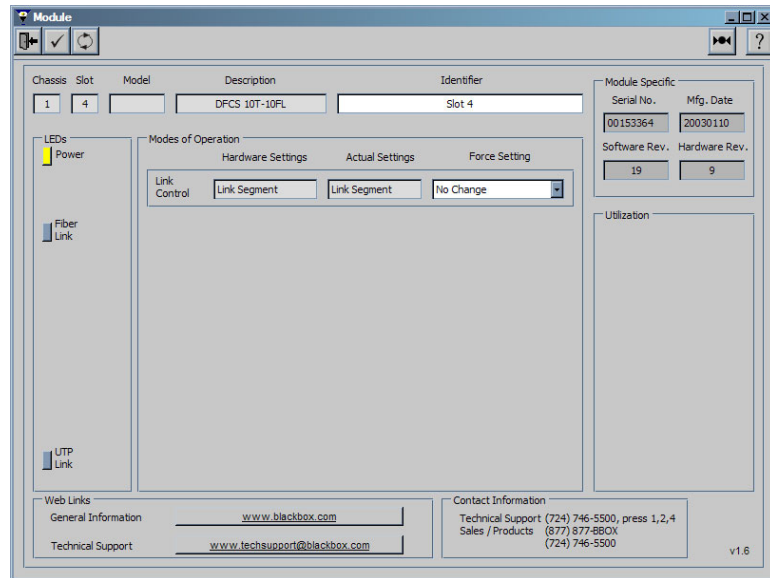 Module
?
Chassis Slot Model Description Identifier
1 4 DFCS 10T-10FL Slot 4
Module Specific
Serial No. Mfg. Date
00153364 20030110
Software Rev. Hardware Rev.
19 9
LEDs
Power
Fiber
Link
UTP
Link
Modes of Operation
Hardware Settings Actual Settings Force Setting
Link
Control
Link Segment Link Segment No Change
Utilization
Web Links
General Information www.blackbox.com
Technical Support www.techsupport@blackbox.com
Contact Information
Technical Support (724) 746-5500, press 1,2,4
Sales / Products (877) 877-BBOX
(724) 746-5500
v1.6